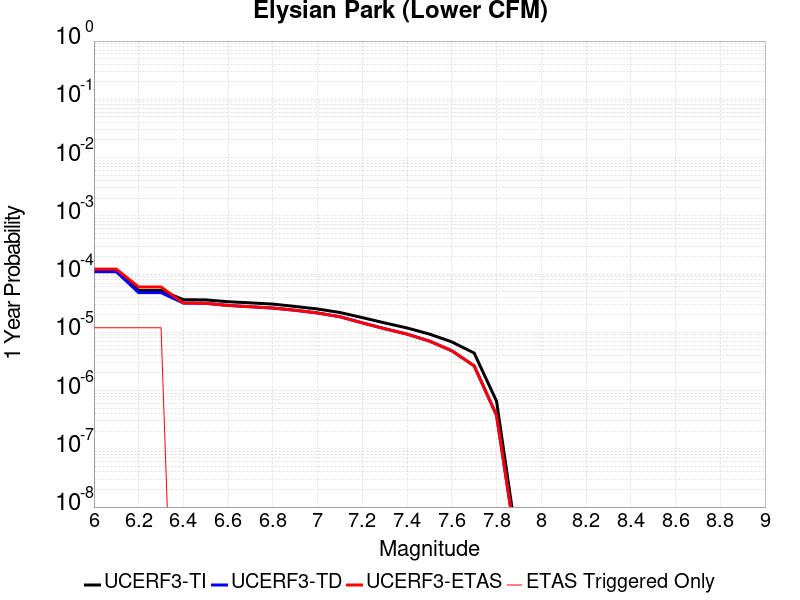 Elysian Park (Lower CFM)
1 Year Probability
10^0
10^-1
10^-2
10^-3
10^-4
10^-5
10^-6
10^-7
10^-8
6 6.2 6.4 6.6 6.8 7 7.2 7.4 7.6 7.8 8 8.2 8.4 8.6 8.8 9
Magnitude
UCERF3-TI UCERF3-TD UCERF3-ETAS ETAS Triggered Only